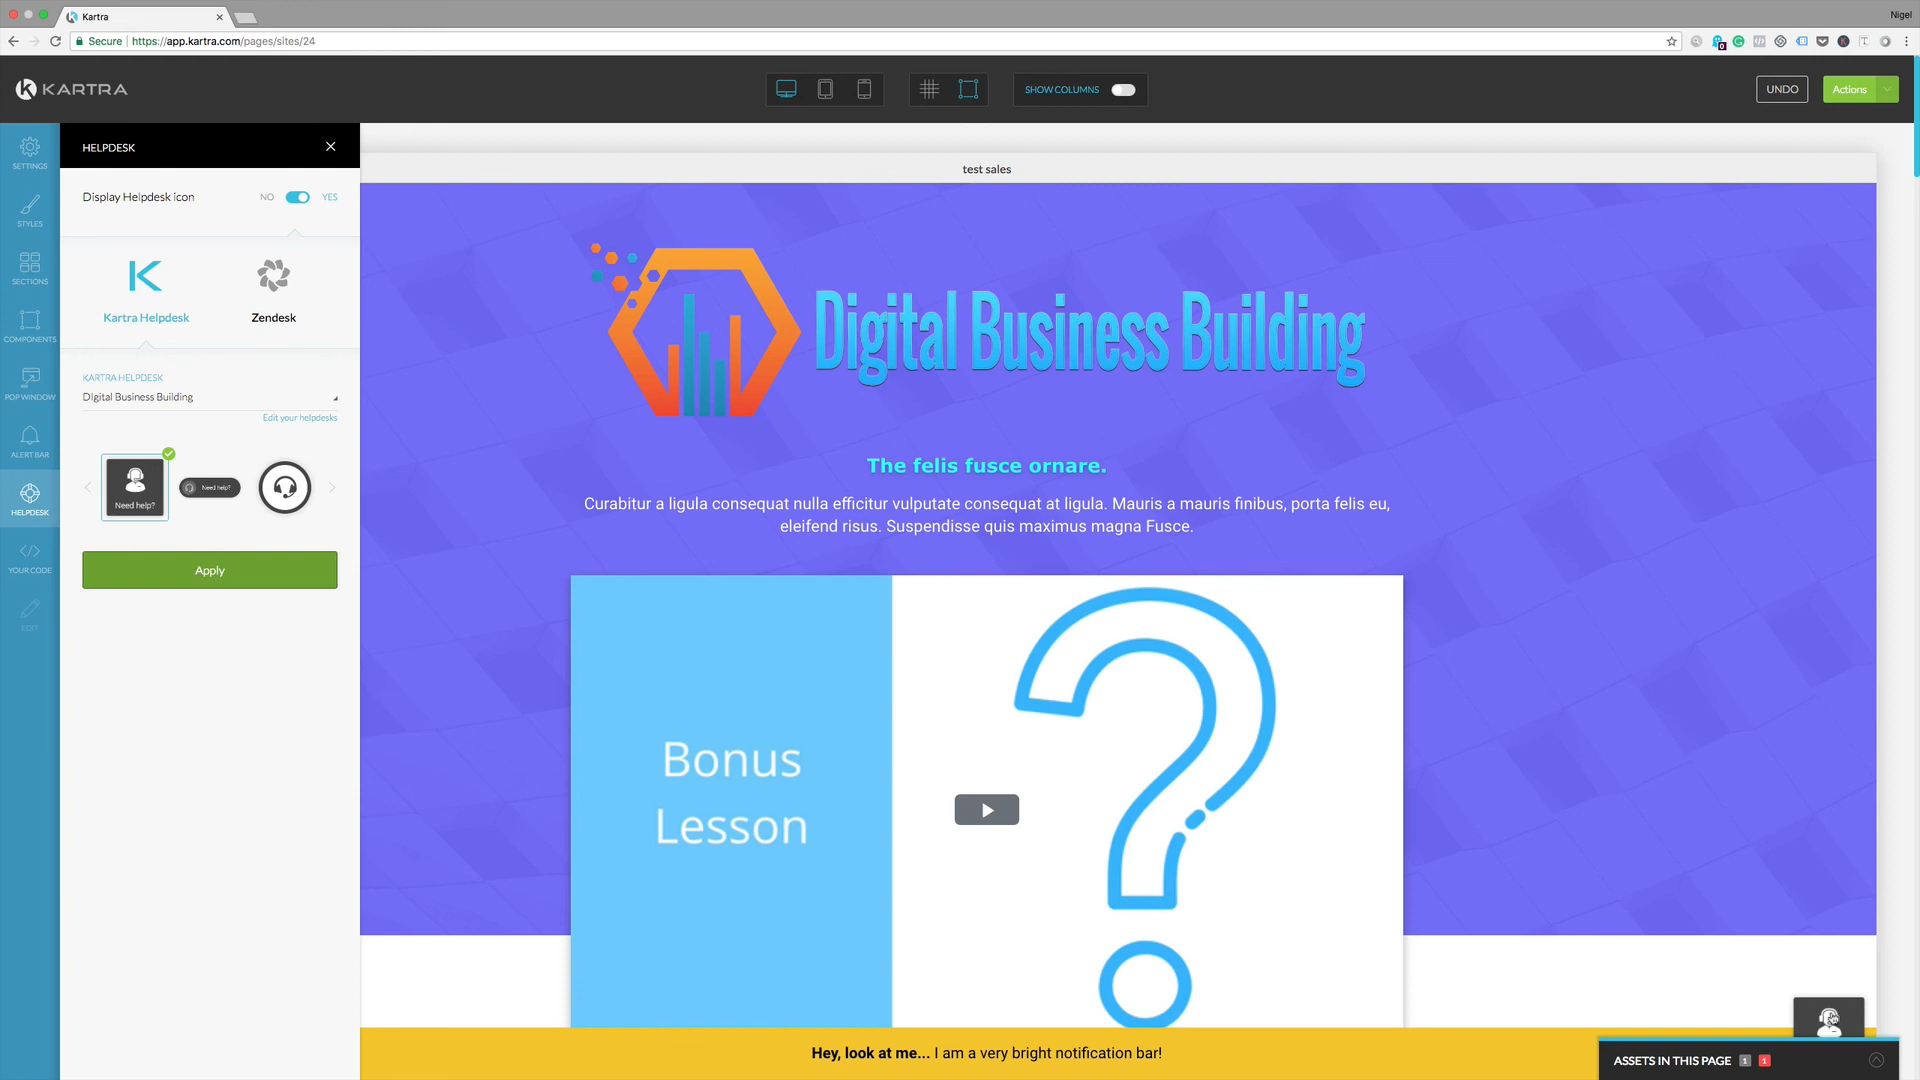 Kartra
Nigel
Secure https://app.kartra.com/pages/sites/24
KARTRA
SHOW COLUMNS
UNDO
Actions
SETTINGS
STYLES
SECTIONS
COMPONENTS
POP WINDOW
ALERT BAR
HELPDESK
YOUR CODE
EDIT
HELPDESK
Display Helpdesk icon
NO YES
Kartra Helpdesk
Zendesk
KARTRA HELPDESK
Digital Business Building
Edit your helpdesks
Need help?
Need help?
Apply
test sales
Digital Business Building
The felis fusce ornare.
Curabitur a ligula consequat nulla efficitur vulputate consequat at ligula. Mauris a mauris finibus, porta felis eu,
eleifend risus. Suspendisse quis maximus magna Fusce.
Bonus
Lesson
Hey, look at me... I am a very bright notification bar!
ASSETS IN THIS PAGE 1 1